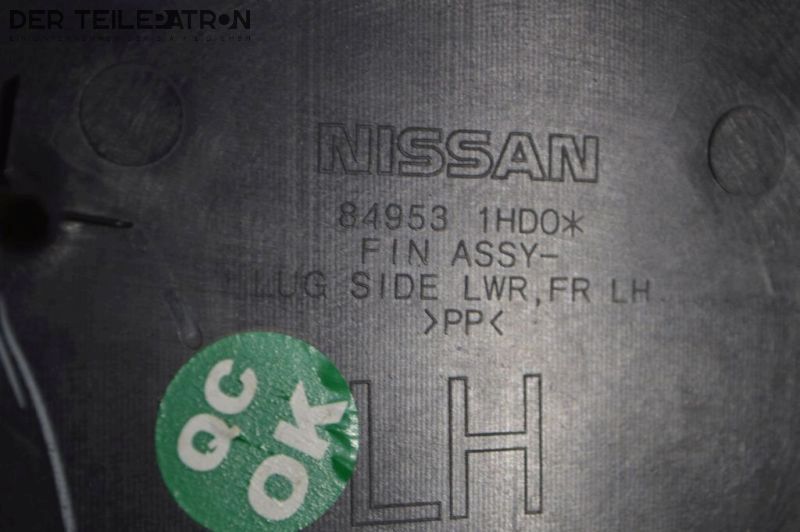 DER TEILEPATRON
NISSAN
84953 1HD0*
FIN ASSY-
LUG SIDE LWR,FR LH
>PP<
QC
OK
LH